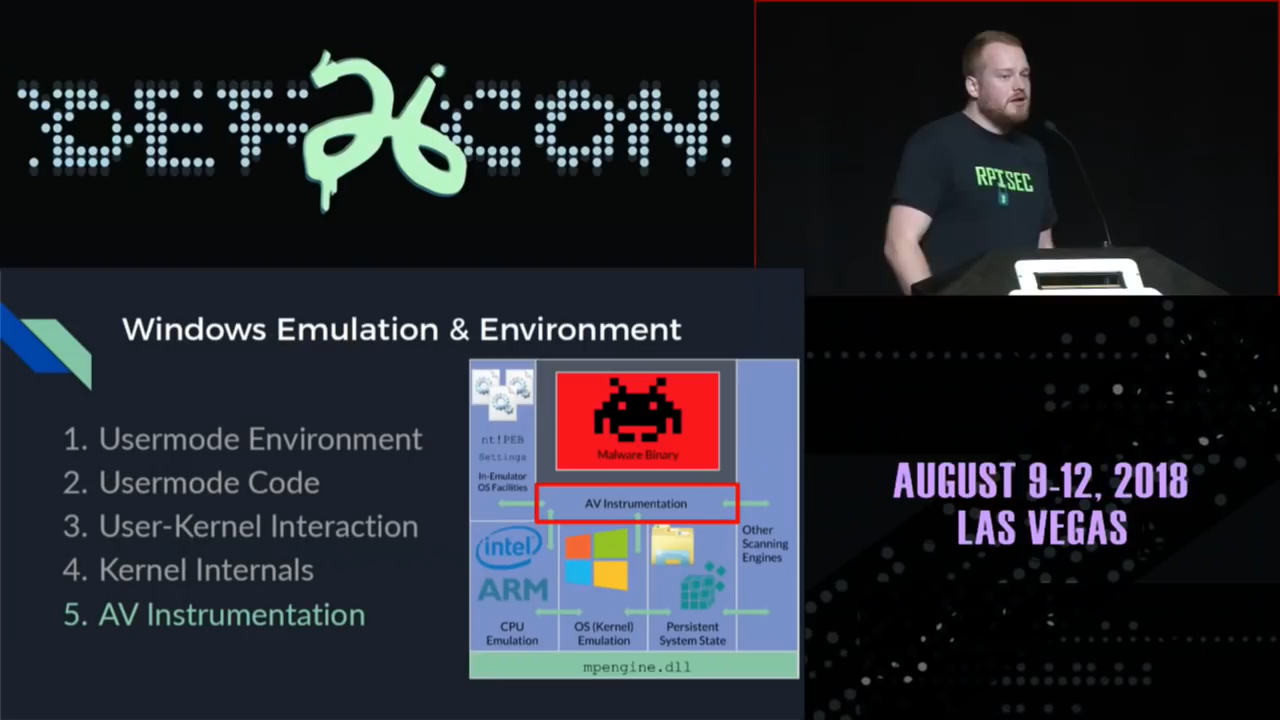 DEF 26 CON
RPISEC
Windows Emulation & Environment
1. Usermode Environment
2. Usermode Code
3. User-Kernel Interaction
4. Kernel Internals
5. AV Instrumentation
nt!PEB
Settings
In-Emulator
OS Facilities
Malware Binary
AV Instrumentation
Other
Scanning
Engines
intel
ARM
CPU
Emulation
OS (Kernel)
Emulation
Persistent
System State
mpengine.dll
AUGUST 9-12, 2018
LAS VEGAS